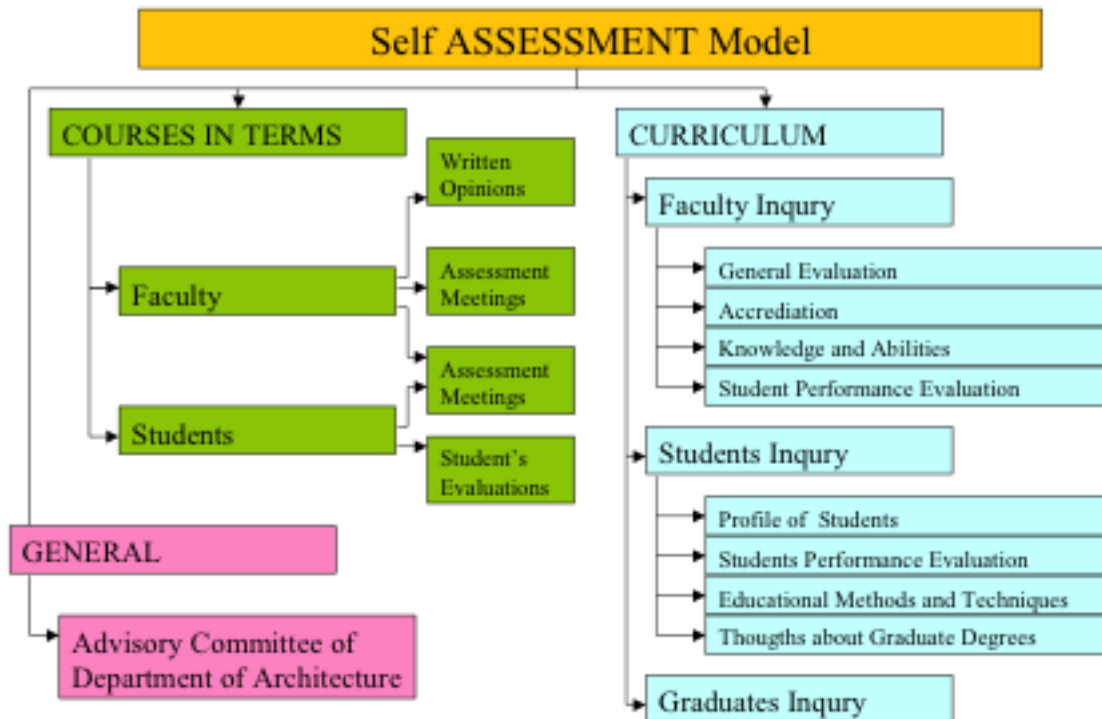 Self ASSESSMENT Model
COURSES IN TERMS
Written
Opinions
Faculty
Assessment
Meetings
Assessment
Meetings
Students
Student's
Evaluations
GENERAL
Advisory Committee of
Department of Architecture
CURRICULUM
Faculty Inqury
General Evaluation
Accrediation
Knowledge and Abilities
Student Performance Evaluation
Students Inqury
Profile of Students
Students Performance Evaluation
Educational Methods and Techniques
Thougths about Graduate Degrees
Graduates Inqury